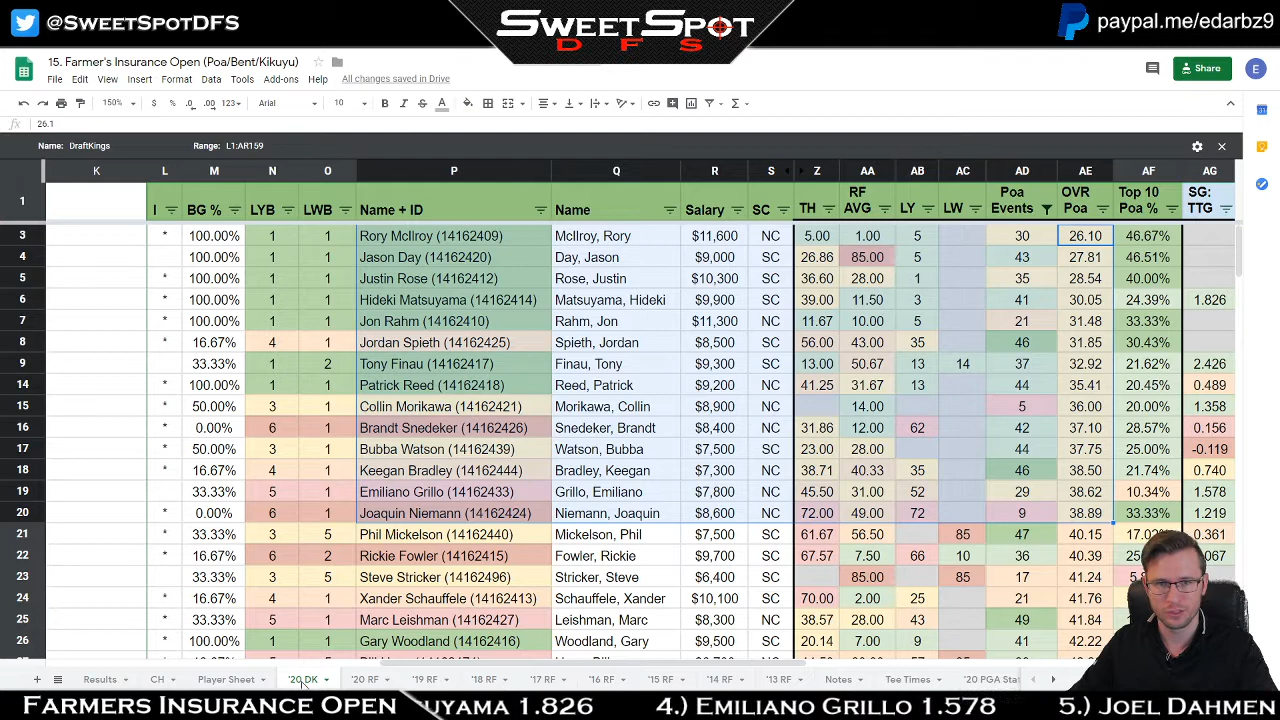 @SweetSpotDFS
SweetSpot
DFS
paypal.me/edarbz9
15. Farmer's Insurance Open (Poa/Bent/Kikuyu)
File Edit View Insert Format Data Tools Add-ons Help All changes saved in Drive
Share
E
150% $ % .0 .00 123 Arial 10 B I S A
fx 26.1
Name: DraftKings Range: L1:AR159
K L M N O P Q R S Z AA AB AC AD AE AF AG
1 I BG % LYB LWB Name + ID Name Salary SC TH RF AVG LY LW Poa Events OVR Poa Top 10 Poa % SG: TTG
3 * 100.00% 1 1 Rory McIlroy (14162409) McIlroy, Rory $11,600 NC 5.00 1.00 5 30 26.10 46.67%
4 100.00% 1 1 Jason Day (14162420) Day, Jason $9,000 SC 26.86 85.00 5 43 27.81 46.51%
5 * 100.00% 1 1 Justin Rose (14162412) Rose, Justin $10,300 SC 36.60 28.00 1 35 28.54 40.00%
6 * 100.00% 1 1 Hideki Matsuyama (14162414) Matsuyama, Hideki $9,900 SC 39.00 11.50 3 41 30.05 24.39% 1.826
7 * 100.00% 1 1 Jon Rahm (14162410) Rahm, Jon $11,300 NC 11.67 10.00 5 21 31.48 33.33%
8 * 16.67% 4 1 Jordan Spieth (14162425) Spieth, Jordan $8,500 SC 56.00 43.00 35 46 31.85 30.43%
9 33.33% 1 2 Tony Finau (14162417) Finau, Tony $9,300 SC 13.00 50.67 13 14 37 32.92 21.62% 2.426
14 * 100.00% 1 1 Patrick Reed (14162418) Reed, Patrick $9,200 SC 41.25 31.67 13 44 35.41 20.45% 0.489
15 * 50.00% 3 1 Collin Morikawa (14162421) Morikawa, Collin $8,900 NC 14.00 5 36.00 20.00% 1.358
16 * 0.00% 6 1 Brandt Snedeker (14162426) Snedeker, Brandt $8,400 NC 31.86 12.00 62 42 37.10 28.57% 0.156
17 50.00% 3 1 Bubba Watson (14162439) Watson, Bubba $7,500 NC 23.00 28.00 44 37.75 25.00% -0.119
18 * 16.67% 4 1 Keegan Bradley (14162444) Bradley, Keegan $7,300 NC 38.71 40.33 35 46 38.50 21.74% 0.740
19 33.33% 5 1 Emiliano Grillo (14162433) Grillo, Emiliano $7,800 NC 45.50 31.00 52 29 38.62 10.34% 1.578
20 * 0.00% 6 1 Joaquin Niemann (14162424) Niemann, Joaquin $8,600 NC 72.00 49.00 72 9 38.89 33.33% 1.219
21 * 33.33% 3 5 Phil Mickelson (14162440) Mickelson, Phil $7,500 SC 61.67 56.50 85 47 40.15 0.361
22 * 16.67% 6 2 Rickie Fowler (14162415) Fowler, Rickie $9,700 SC 67.57 7.50 66 10 36 40.39
23 33.33% 3 5 Steve Stricker (14162496) Stricker, Steve $6,400 SC 85.00 85 17 41.24
24 * 16.67% 4 1 Xander Schauffele (14162413) Schauffele, Xander $10,100 SC 70.00 2.00 25 21 41.76
25 * 33.33% 5 1 Marc Leishman (14162427) Leishman, Marc $8,300 SC 38.57 28.00 43 49 41.84
26 * 100.00% 1 1 Gary Woodland (14162416) Woodland, Gary $9,500 SC 20.14 7.00 9 41 42.22
Results CH Player Sheet '20 DK '20 RF '19 RF '18 RF '17 RF '16 RF '15 RF '14 RF '13 RF Notes Tee Times '20 PGA Sta
Farmers Insurance Open uyama 1.826 4.) Emiliano Grillo 1.578 5.) Joel Dahmen